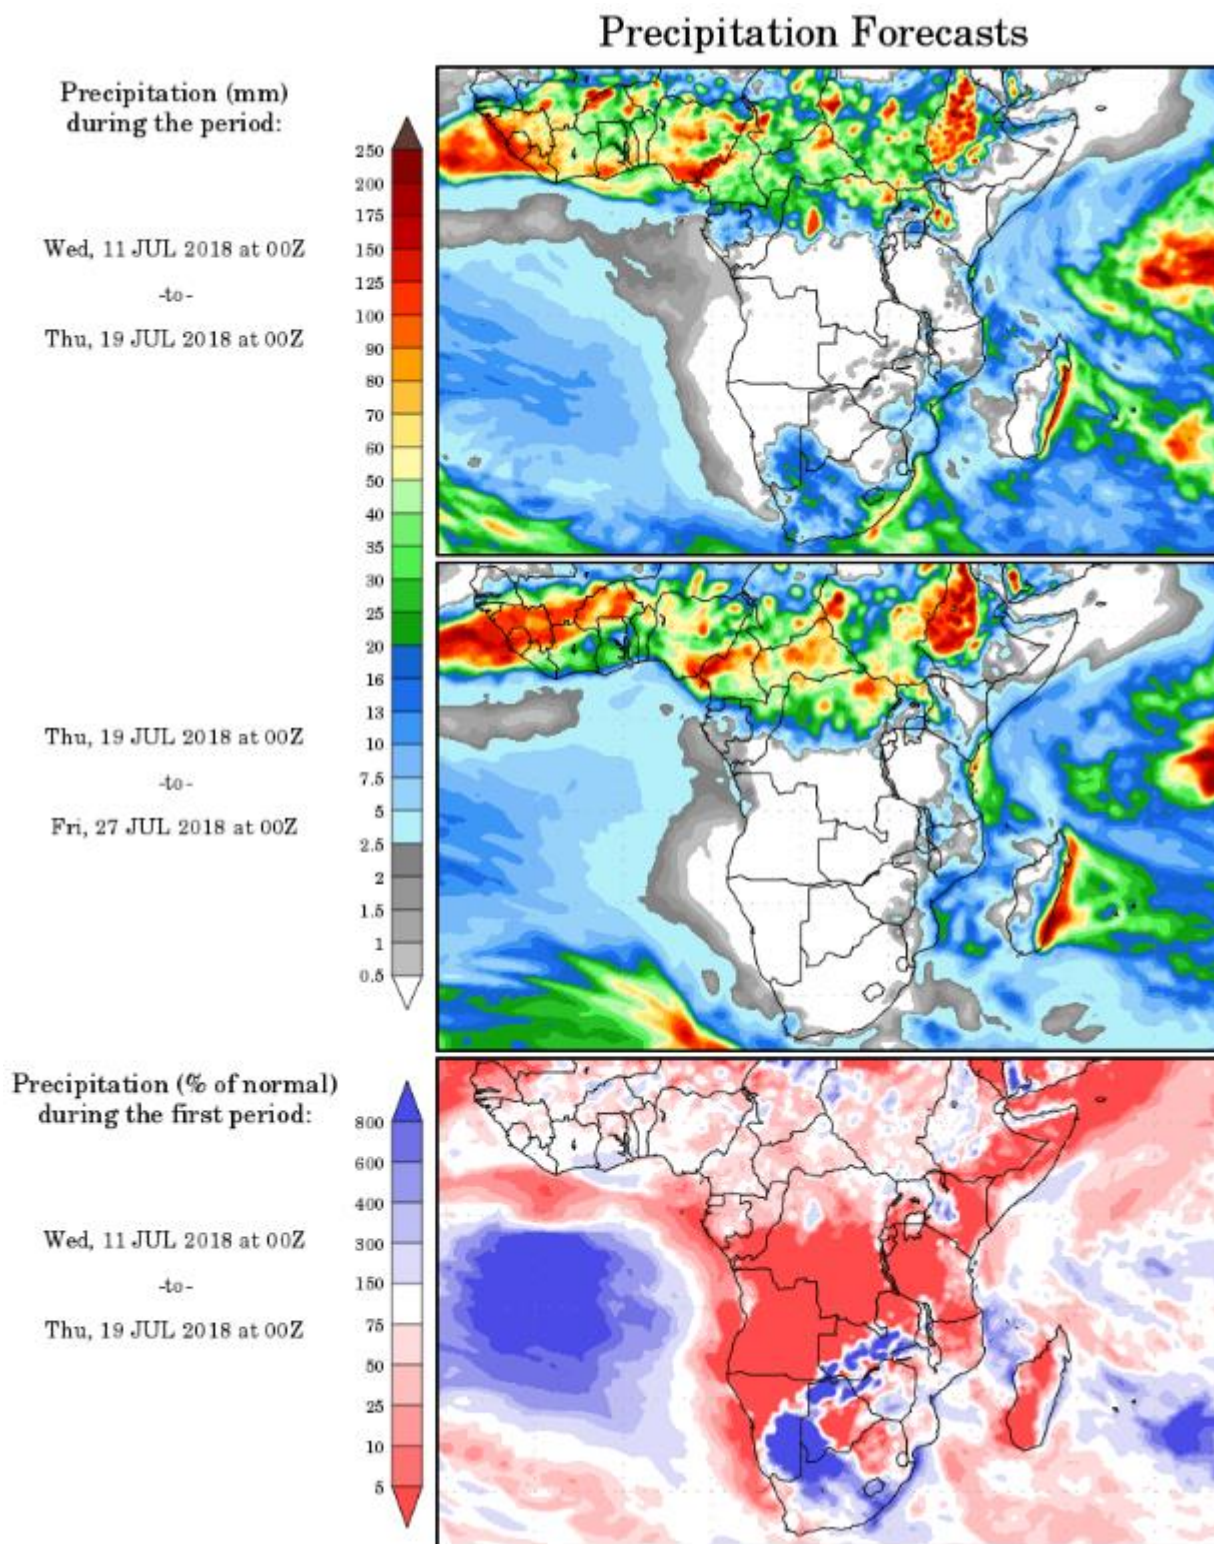 Precipitation Forecasts
Precipitation (mm)
during the period:
Wed, 11 JUL 2018 at 00Z
-to-
Thu, 19 JUL 2018 at 00Z
250
200
175
150
125
100
90
80
70
60
50
40
35
30
25
20
16
13
10
7.5
5
2.5
2
1.5
1
0.5
Thu, 19 JUL 2018 at 00Z
-to-
Fri, 27 JUL 2018 at 00Z
Precipitation (% of normal)
during the first period:
Wed, 11 JUL 2018 at 00Z
-to-
Thu, 19 JUL 2018 at 00Z
800
600
400
300
150
75
50
25
10
5